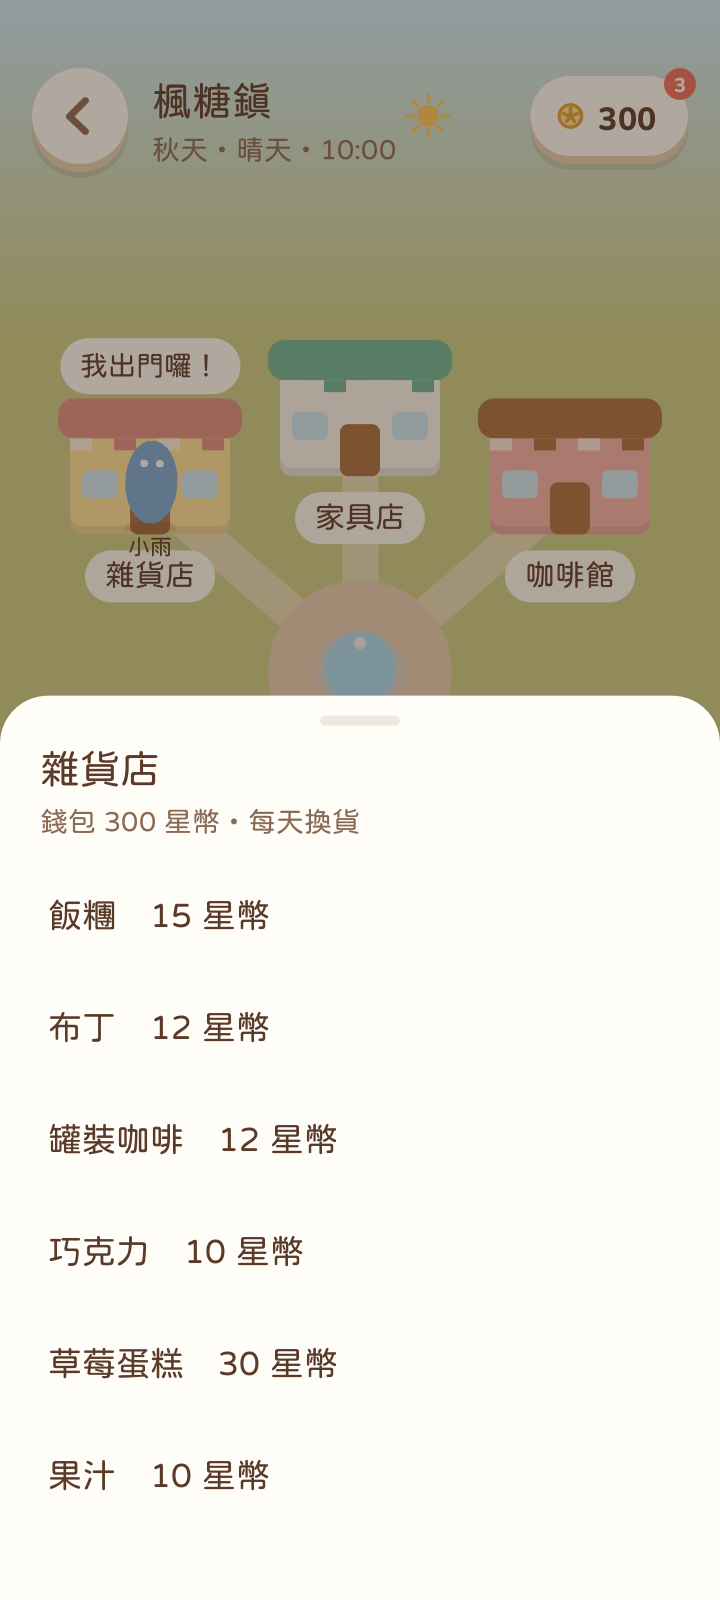 楓糖鎮
秋天・晴天・10:00
300
3
我出門囉！
小雨
雜貨店
家具店
咖啡館
雜貨店
錢包 300 星幣・每天換貨
飯糰 15 星幣
布丁 12 星幣
罐裝咖啡 12 星幣
巧克力 10 星幣
草莓蛋糕 30 星幣
果汁 10 星幣